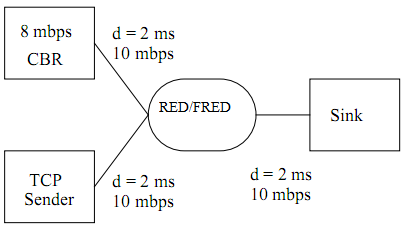 8 mbps
CBR
d = 2 ms
10 mbps
RED/FRED
Sink
TCP
Sender
d = 2 ms
10 mbps
d = 2 ms
10 mbps